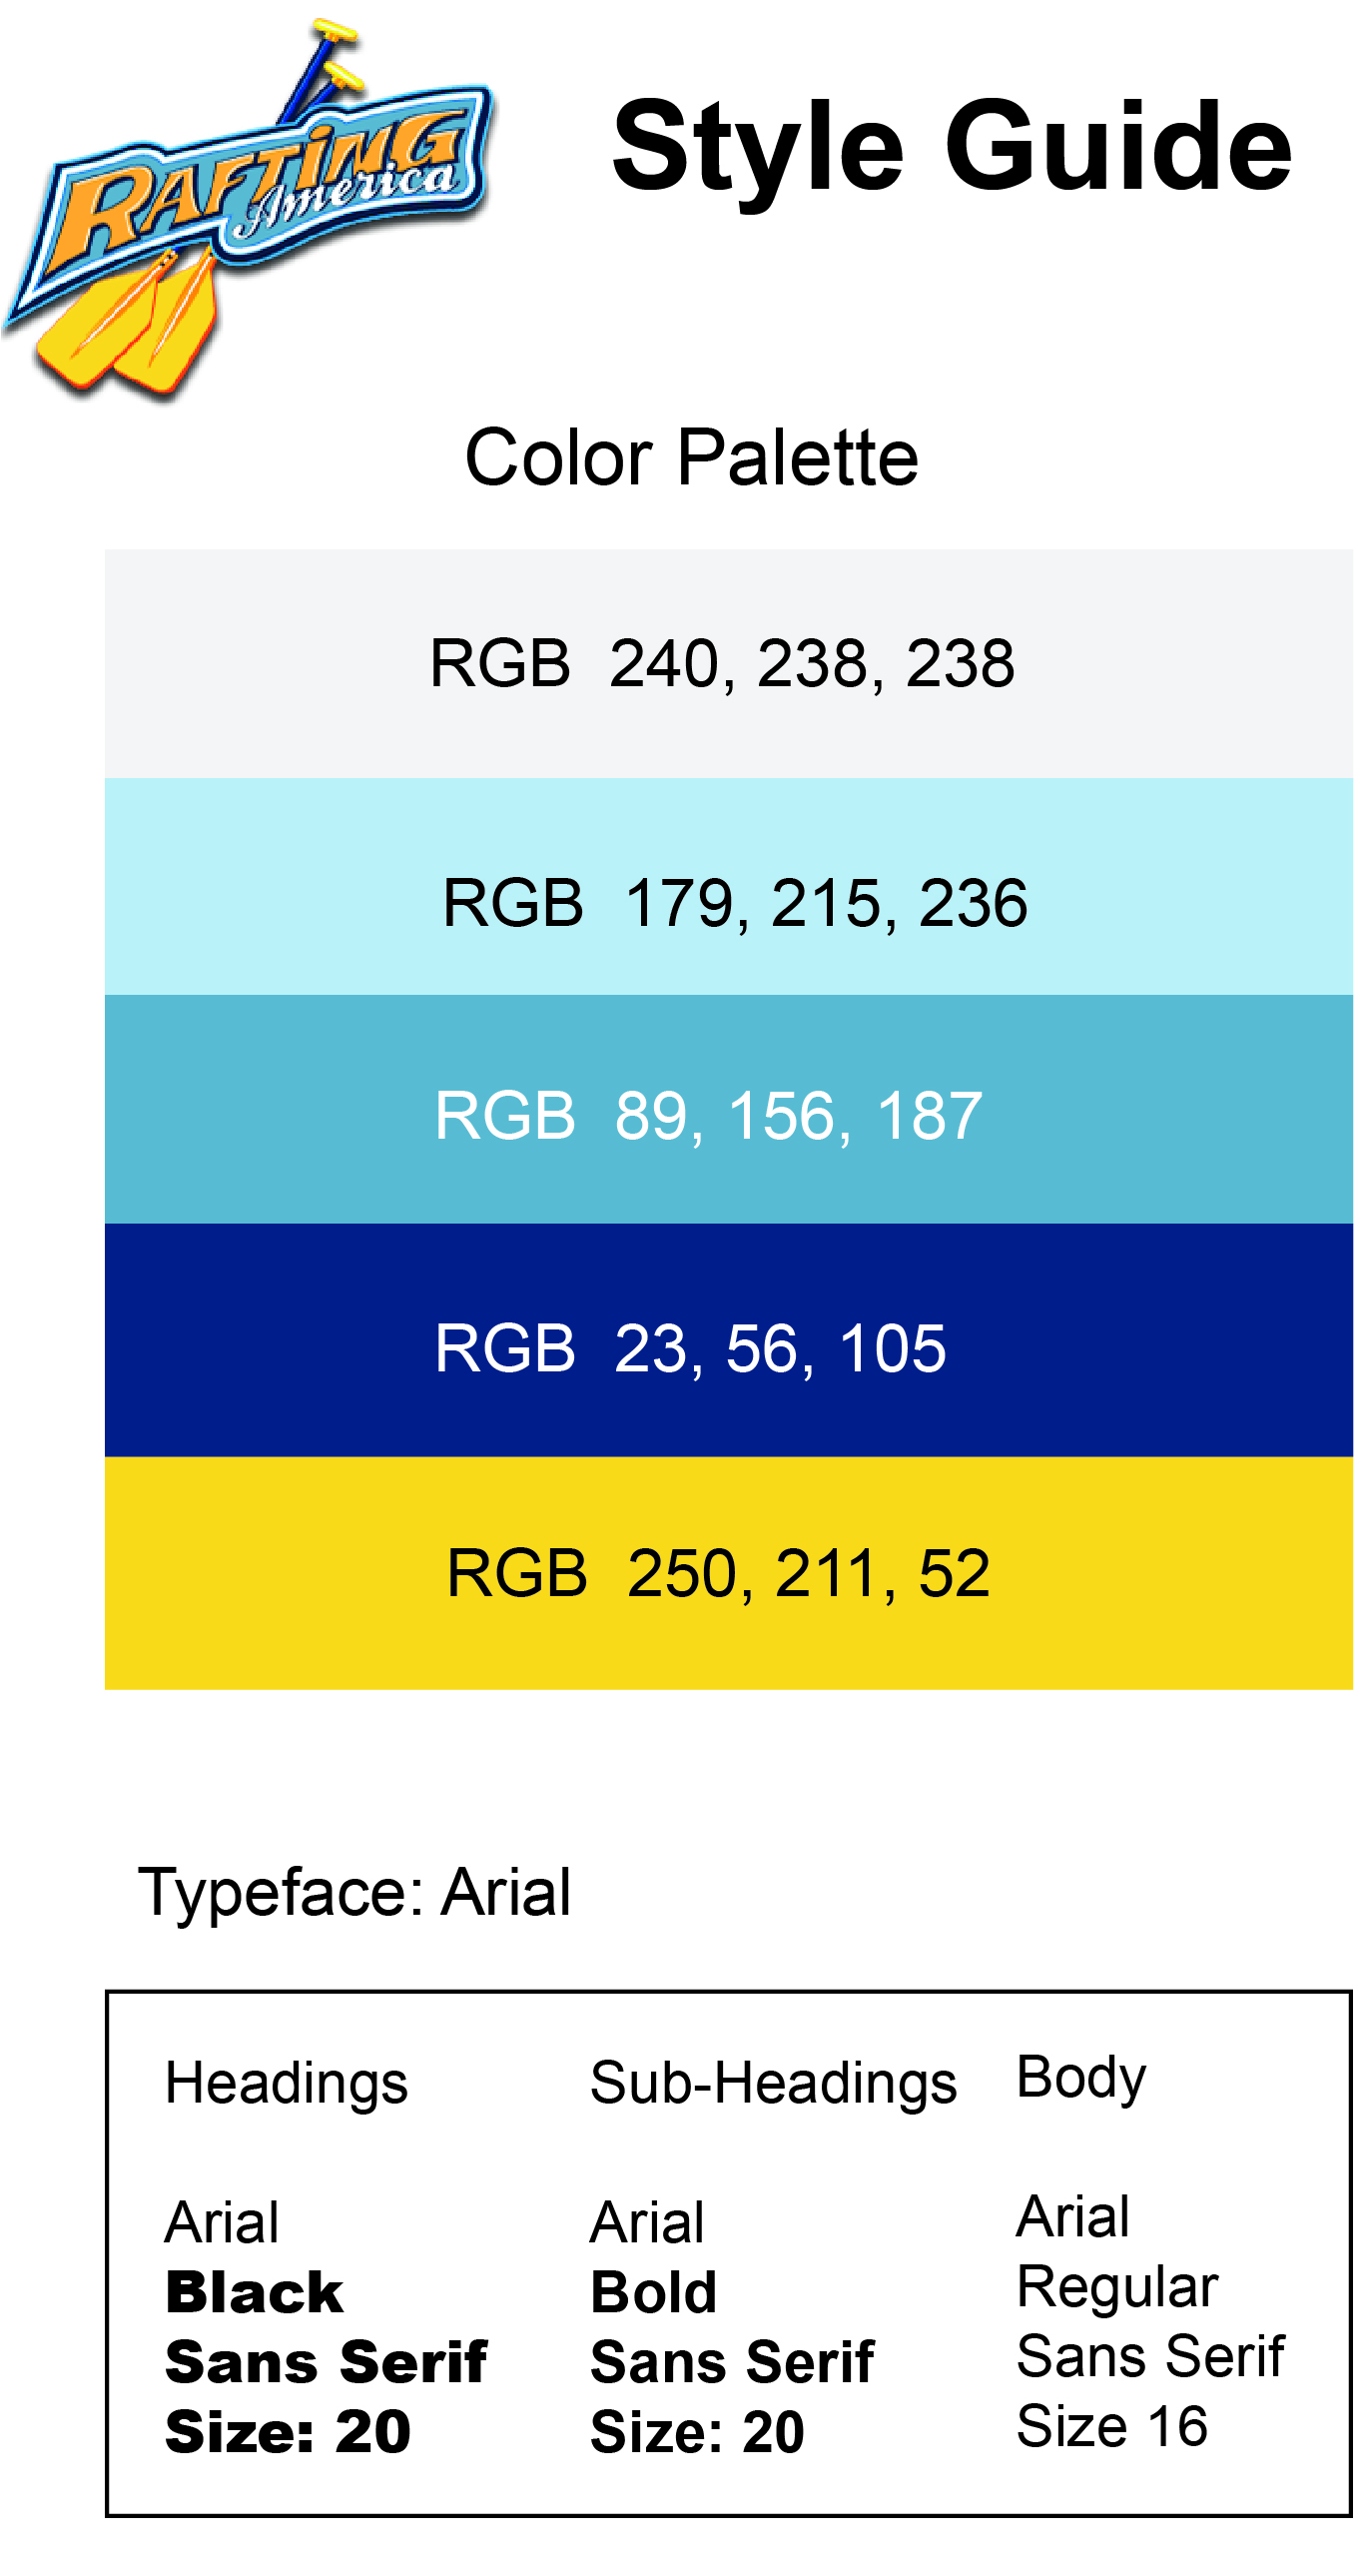 RAFTiNG
America
Style Guide
Color Palette
RGB  240, 238, 238
RGB  179, 215, 236
RGB  89, 156, 187
RGB  23, 56, 105
RGB  250, 211, 52
Typeface: Arial
Headings
Arial
Black
Sans Serif
Size: 20
Sub-Headings
Arial
Bold
Sans Serif
Size: 20
Body
Arial
Regular
Sans Serif
Size 16